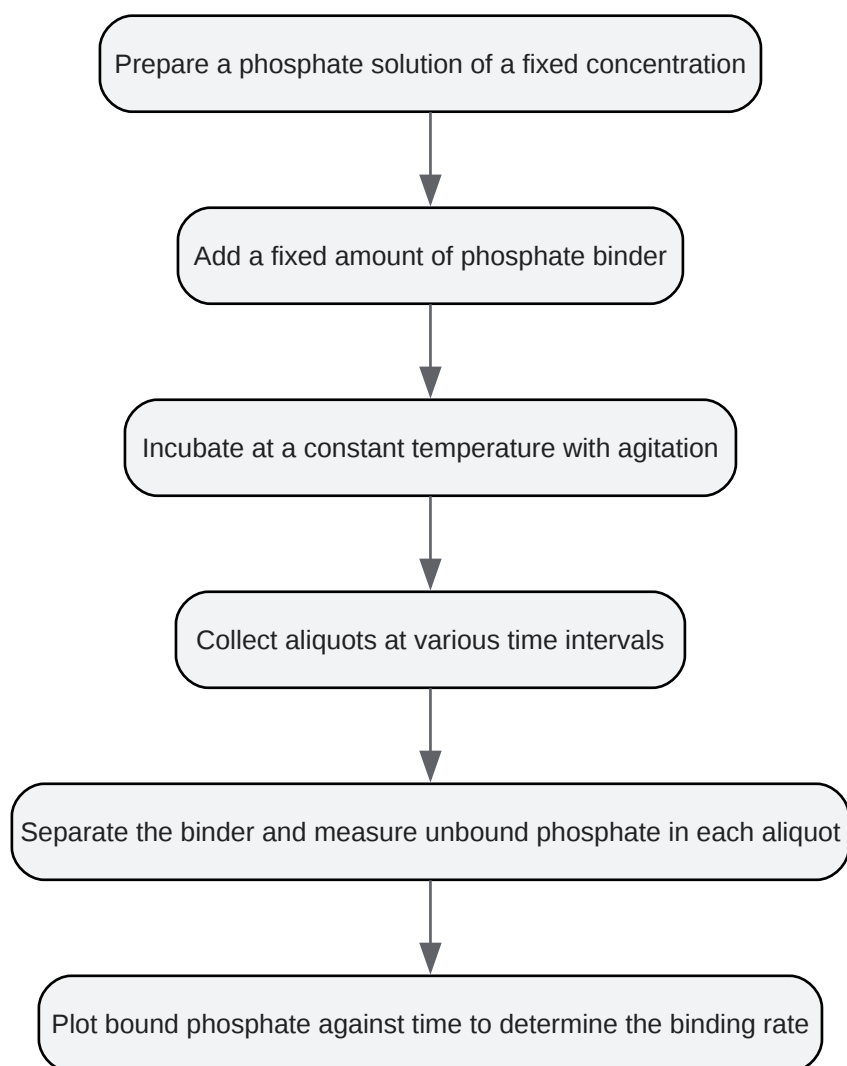 Prepare a phosphate solution of a fixed concentration
Add a fixed amount of phosphate binder
Incubate at a constant temperature with agitation
Collect aliquots at various time intervals
Separate the binder and measure unbound phosphate in each aliquot
Plot bound phosphate against time to determine the binding rate